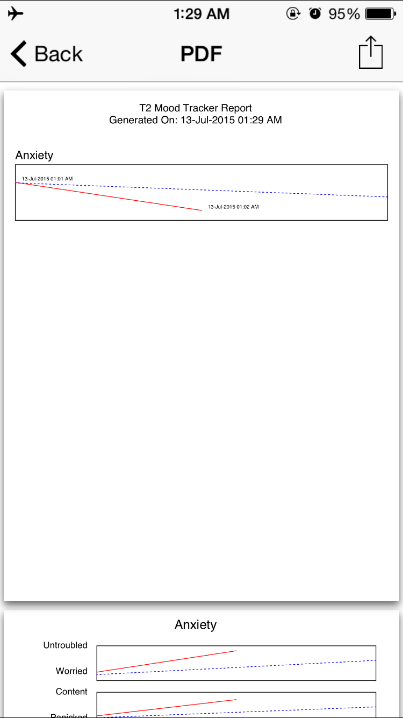 1:29 AM 95%
Back PDF
T2 Mood Tracker Report
Generated On: 13-Jul-2015 01:29 AM
Anxiety
13-Jul-2015 01:01 AM
13-Jul-2015 01:02 AM
Anxiety
Untroubled
Worried
Content
Panicked